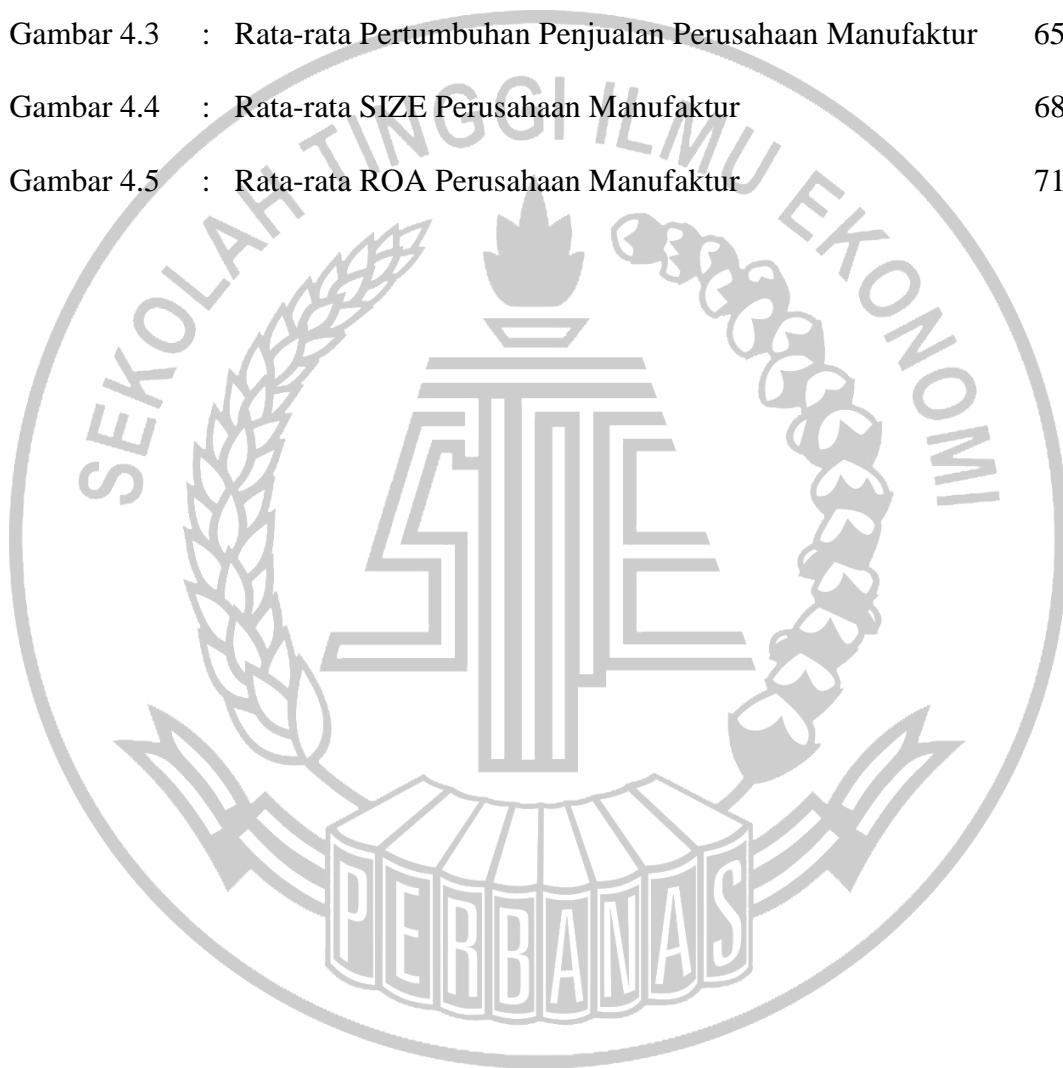 Gambar 4.3 : Rata-rata Pertumbuhan Penjualan Perusahaan Manufaktur 65
Gambar 4.4 : Rata-rata SIZE Perusahaan Manufaktur 68
Gambar 4.5 : Rata-rata ROA Perusahaan Manufaktur 71
SEKOLAH TINGGI ILMU EKONOMI
STIE
PERBANAS